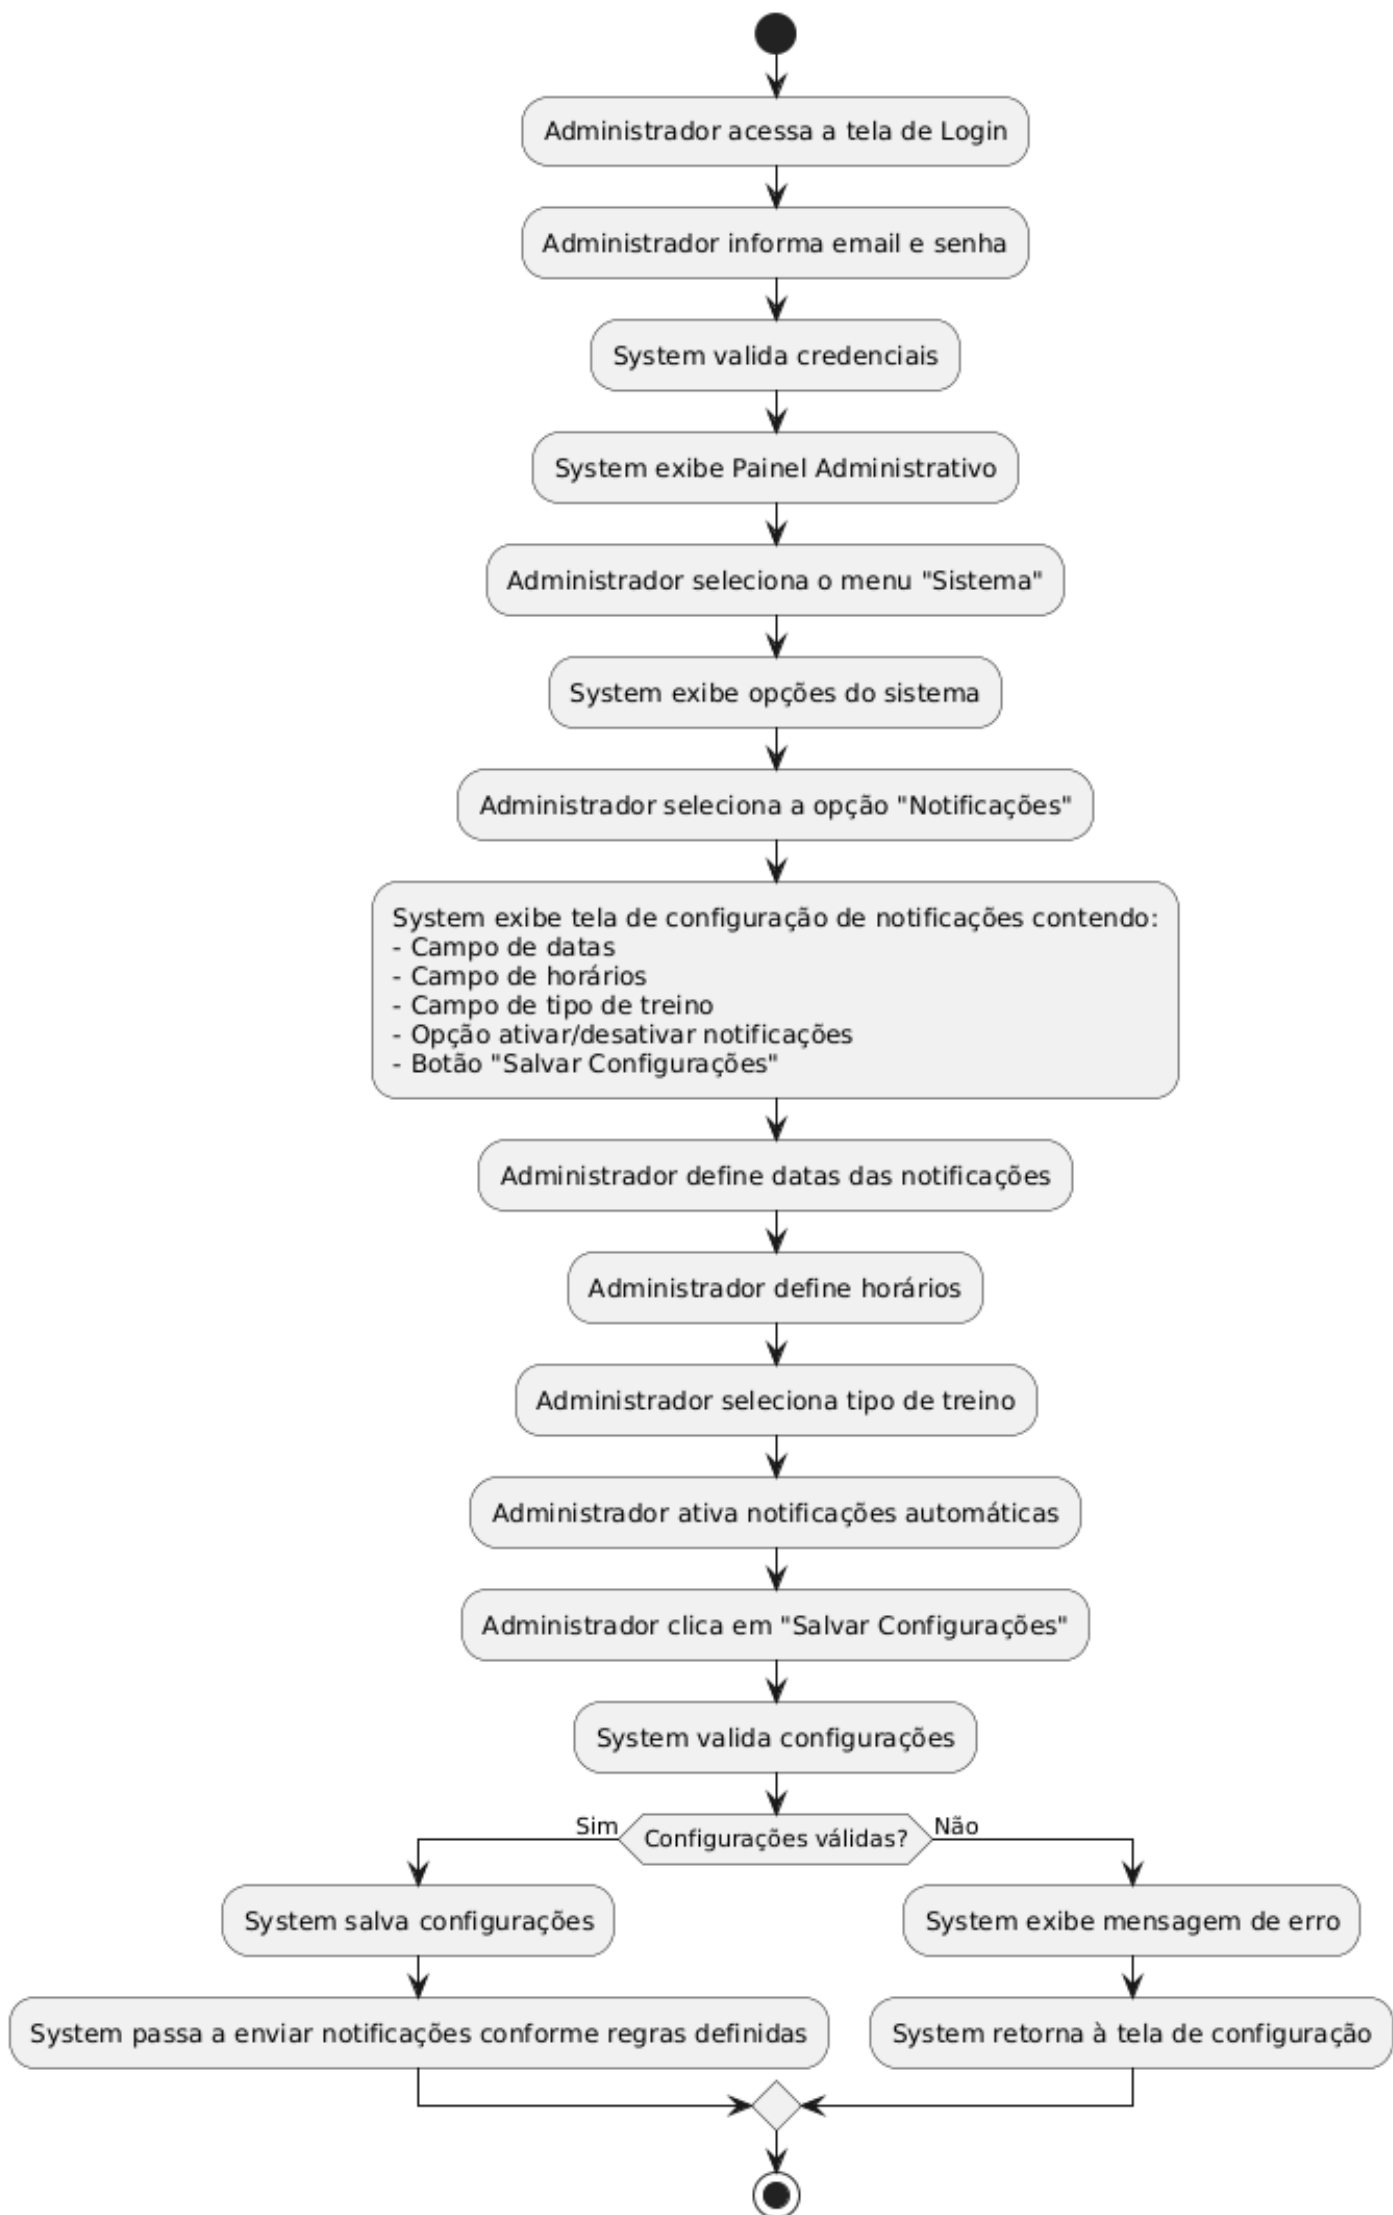 Administrador acessa a tela de Login
Administrador informa email e senha
System valida credenciais
System exibe Painel Administrativo
Administrador seleciona o menu "Sistema"
System exibe opções do sistema
Administrador seleciona a opção "Notificações"
System exibe tela de configuração de notificações contendo:
- Campo de datas
- Campo de horários
- Campo de tipo de treino
- Opção ativar/desativar notificações
- Botão "Salvar Configurações"
Administrador define datas das notificações
Administrador define horários
Administrador seleciona tipo de treino
Administrador ativa notificações automáticas
Administrador clica em "Salvar Configurações"
System valida configurações
Sim
Configurações válidas?
Não
System salva configurações
System exibe mensagem de erro
System passa a enviar notificações conforme regras definidas
System retorna à tela de configuração